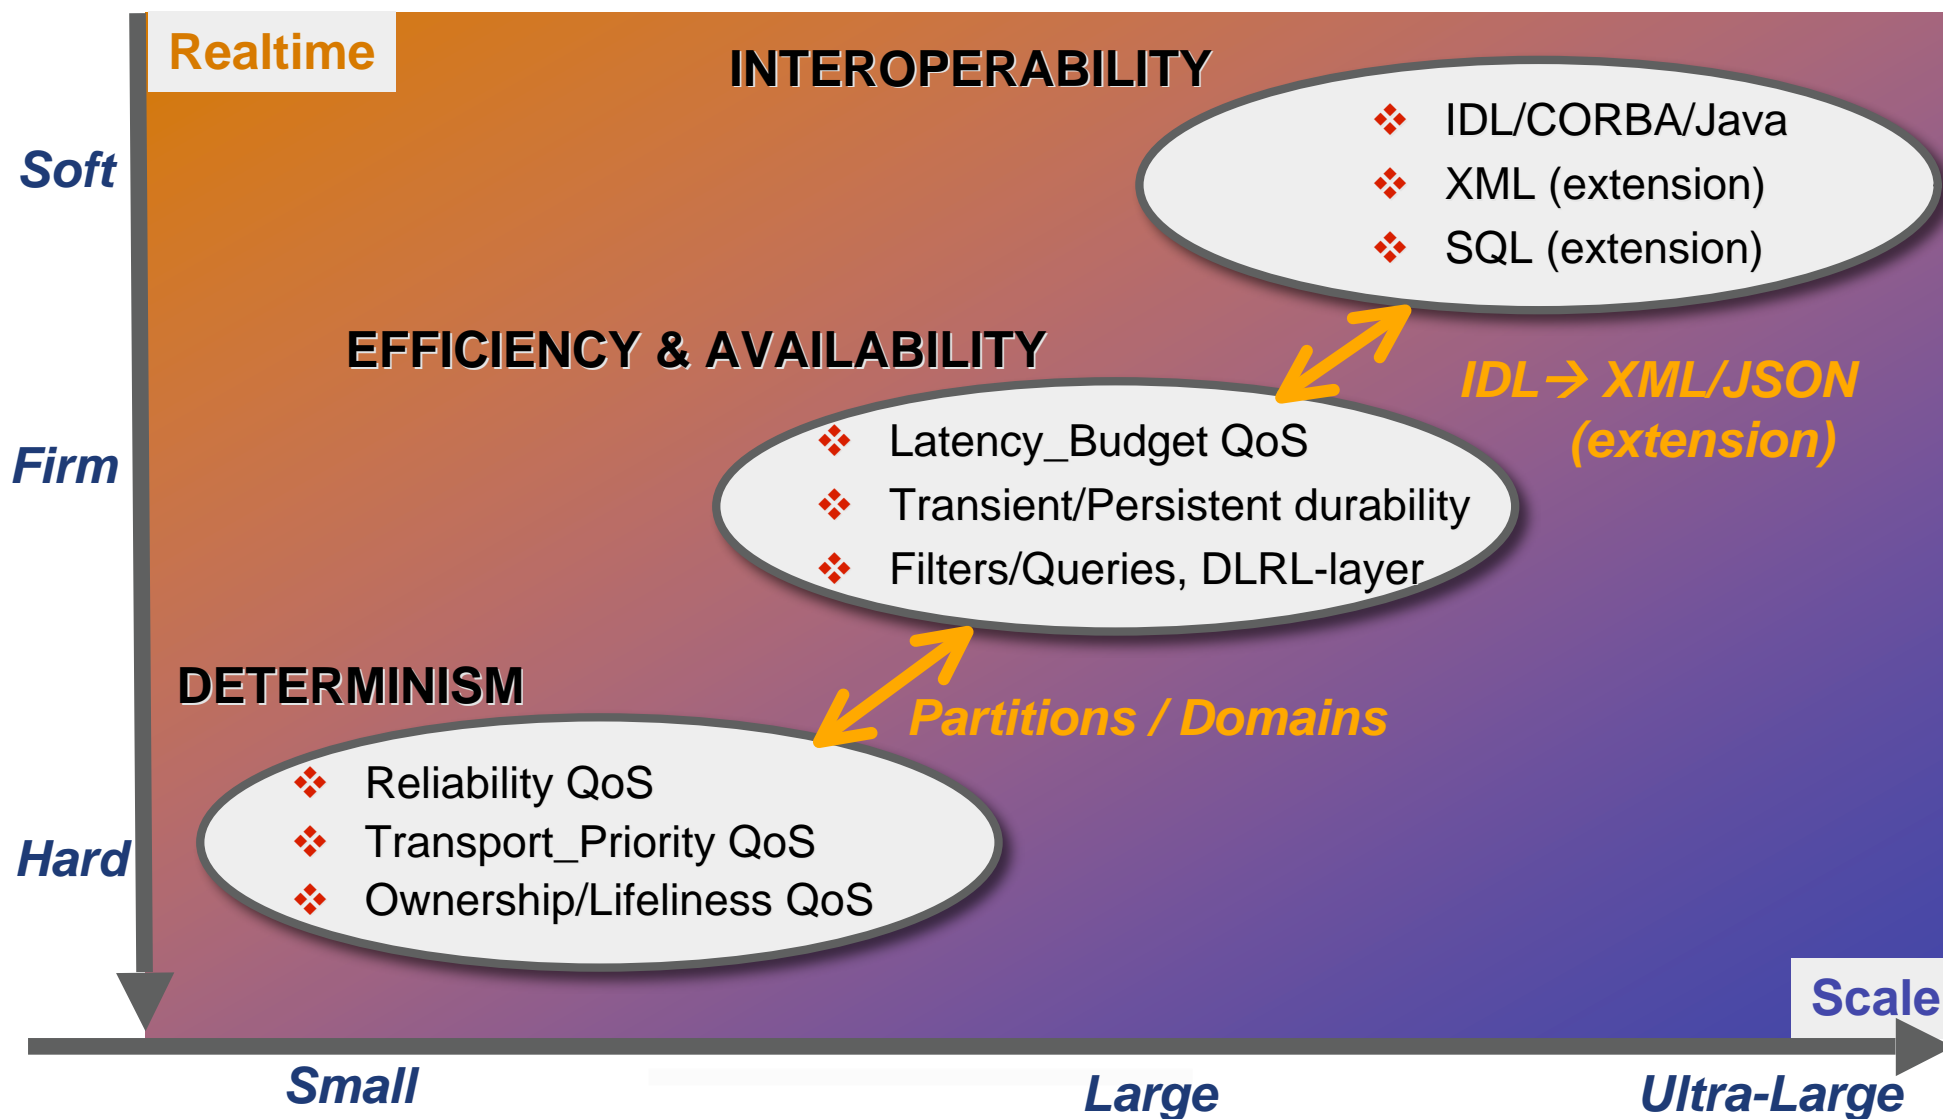 Realtime
INTEROPERABILITY
IDL/CORBA/Java
XML (extension)
SQL (extension)
Soft
EFFICIENCY & AVAILABILITY
IDL→ XML/JSON
(extension)
Latency_Budget QoS
Transient/Persistent durability
Filters/Queries, DLRL-layer
Firm
DETERMINISM
Partitions / Domains
Reliability QoS
Transport_Priority QoS
Ownership/Lifeliness QoS
Hard
Scale
Small
Large
Ultra-Large